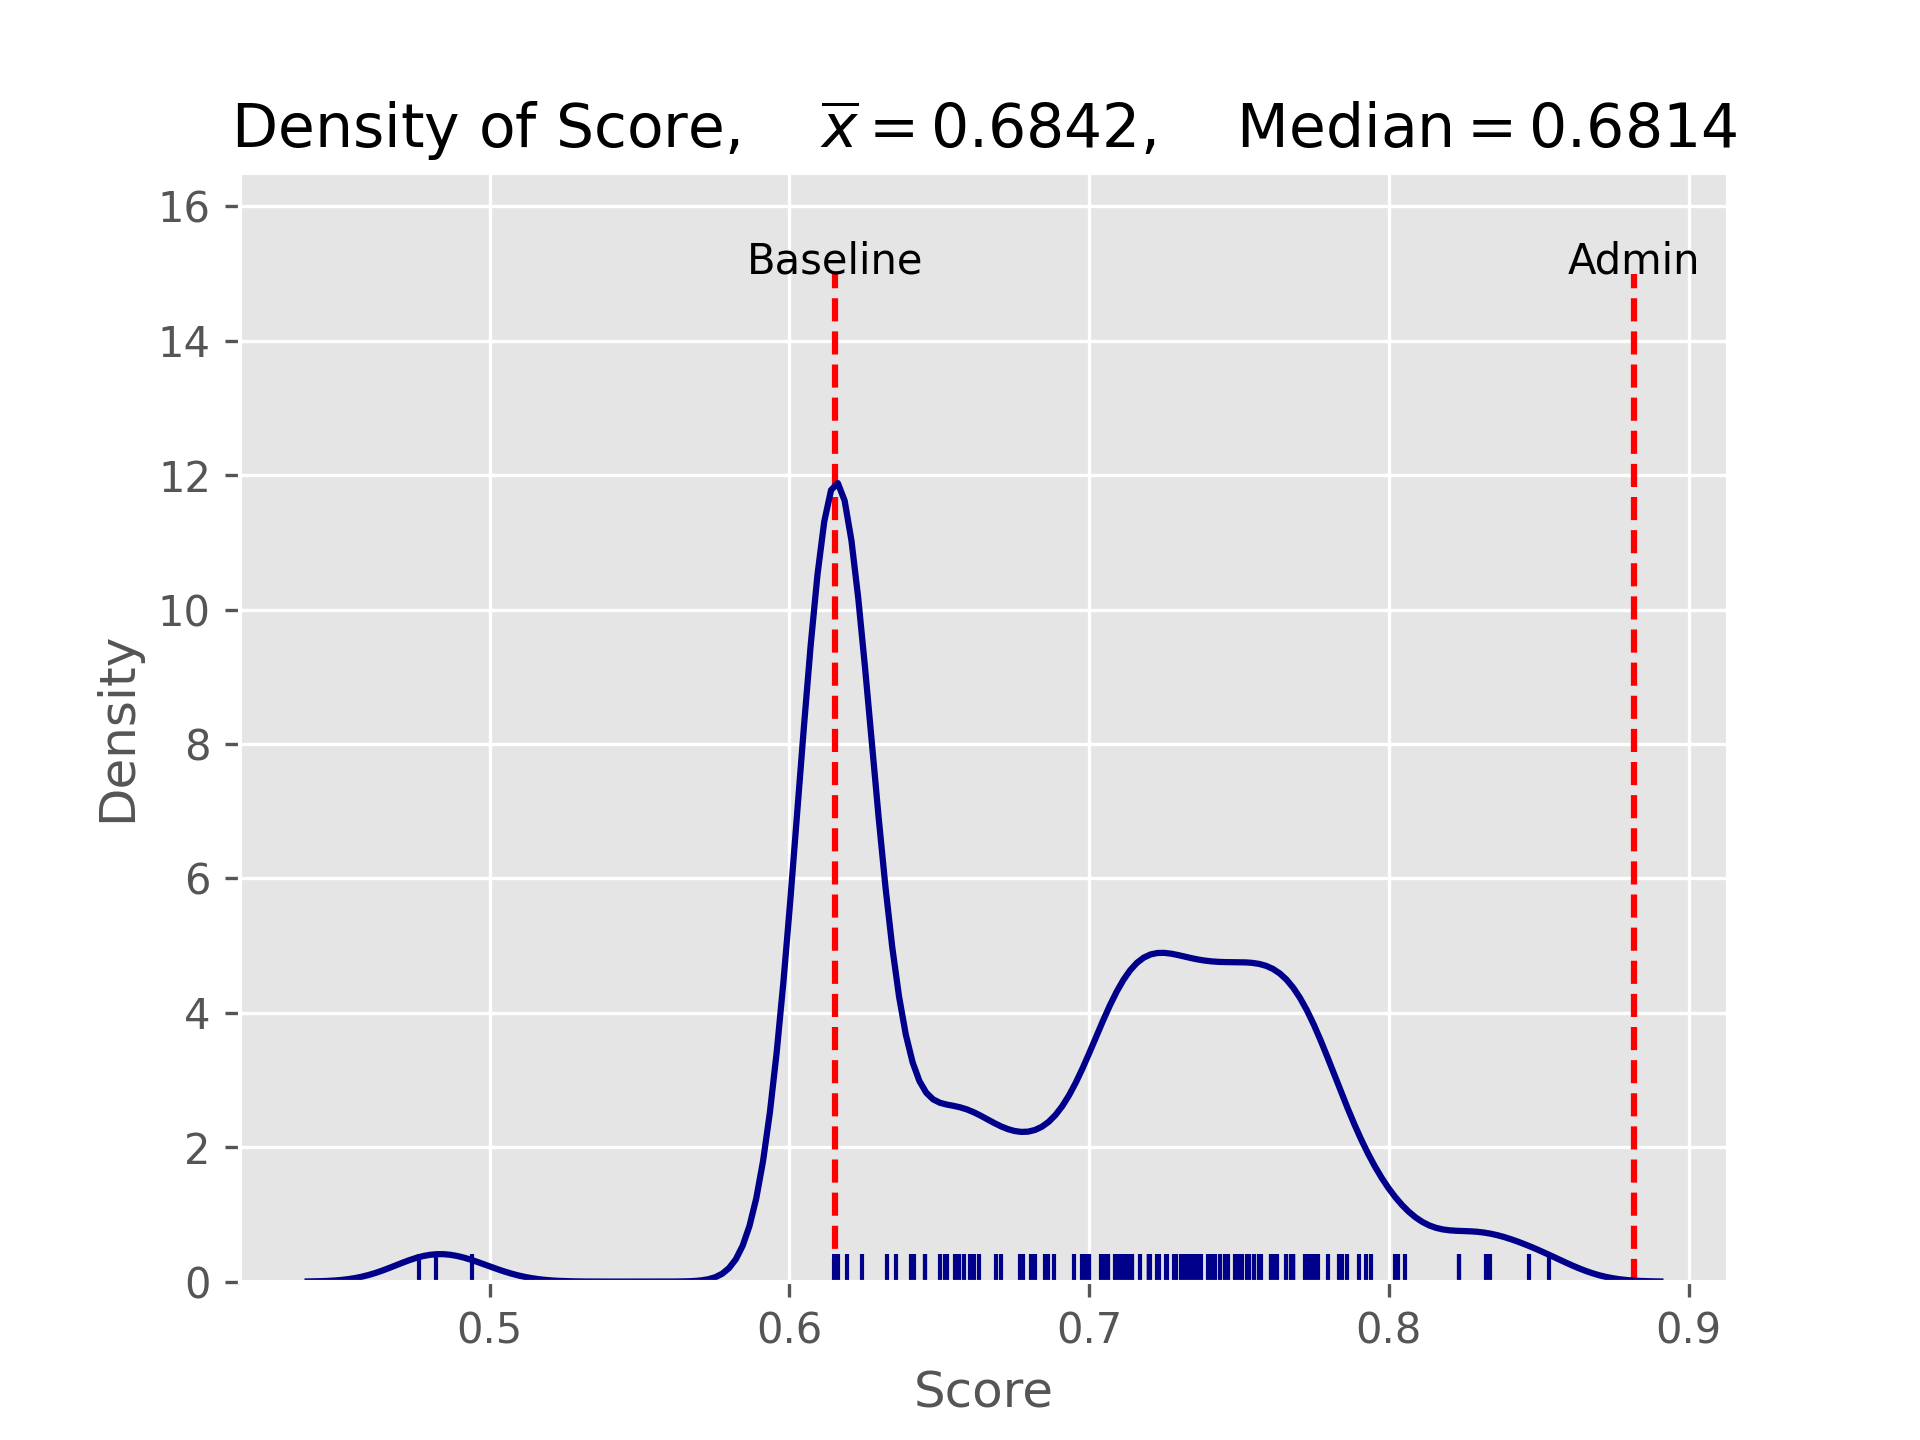 Density of Score, x̅ = 0.6842, Median = 0.6814
16
Baseline Admin
14
12
10
8
6
4
2
0
Density
0.5 0.6 0.7 0.8 0.9
Score